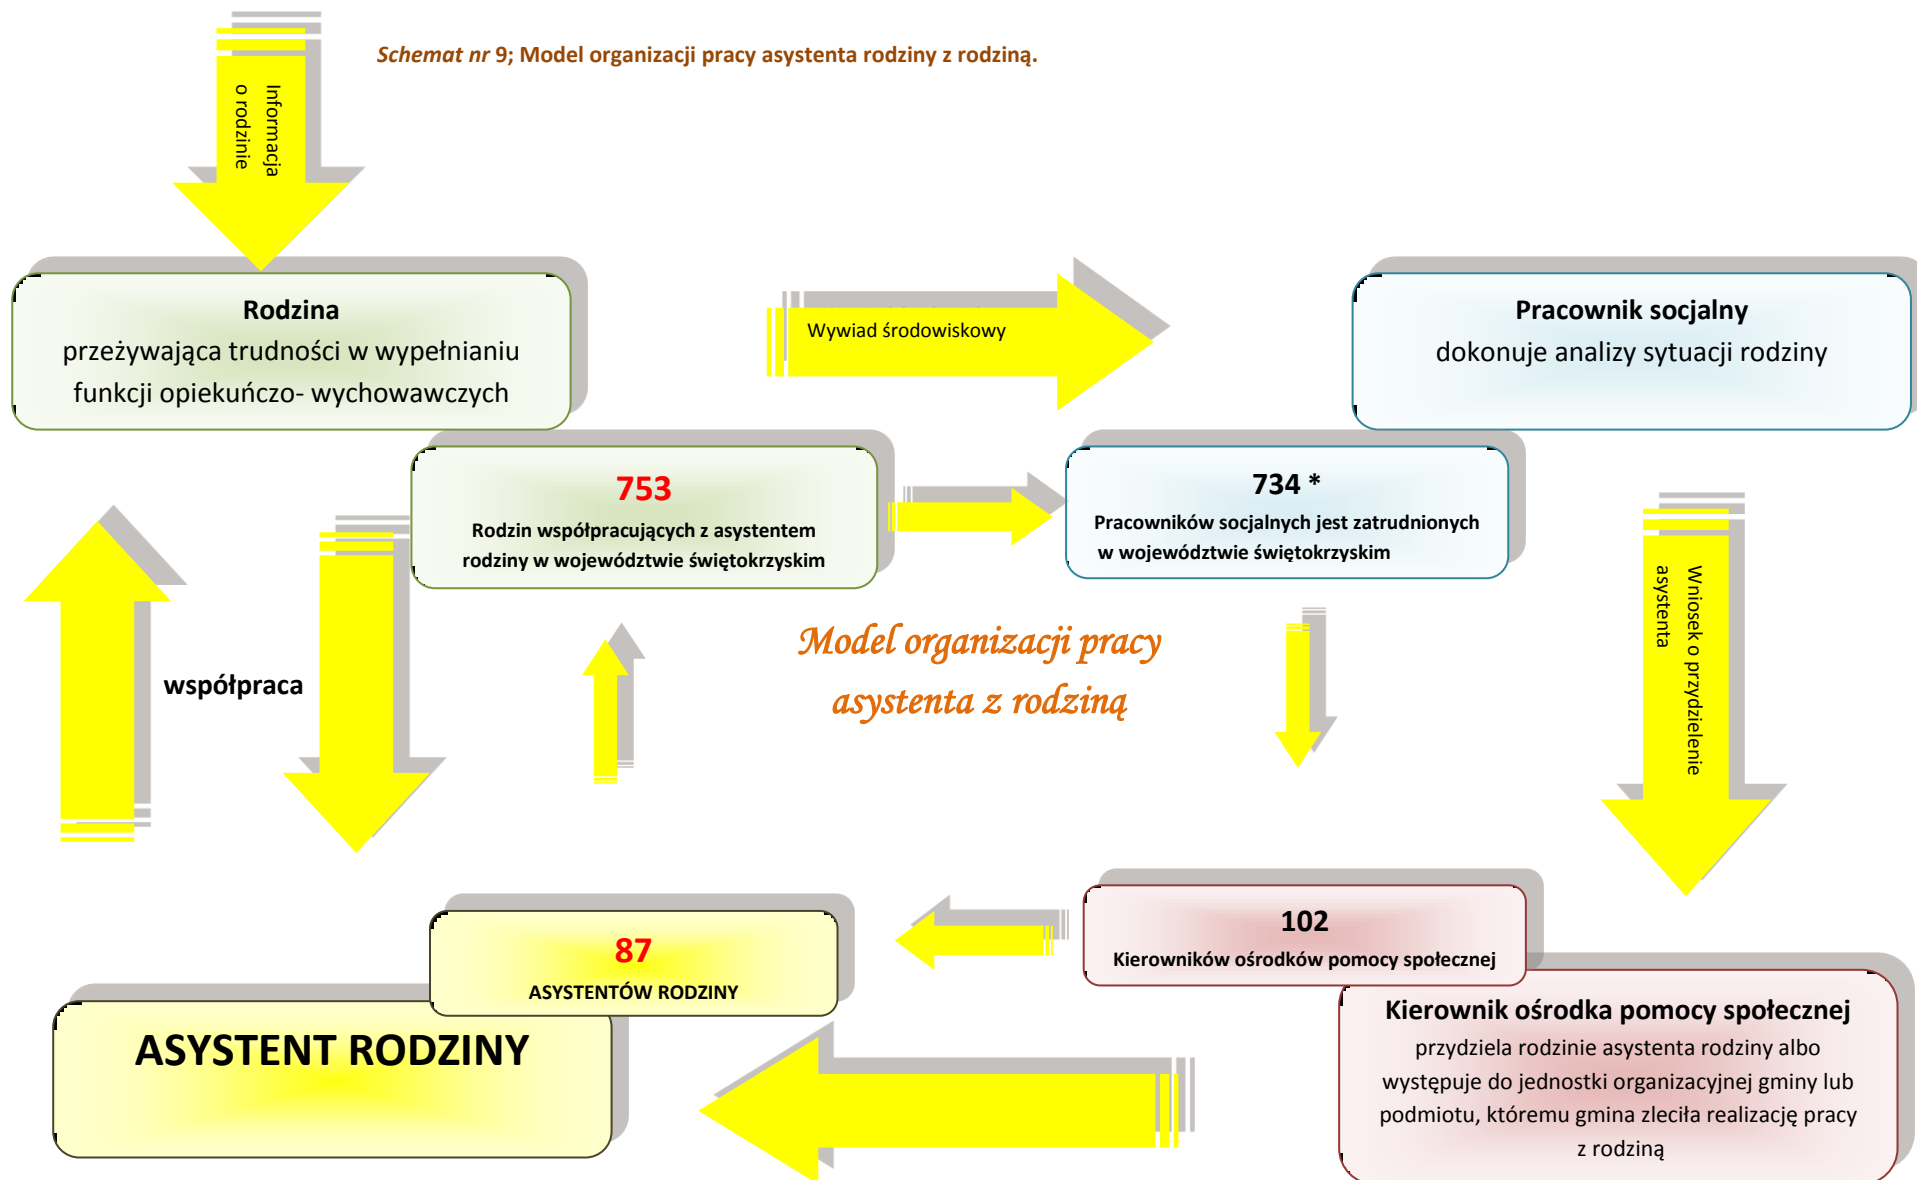 Schemat nr 9; Model organizacji pracy asystenta rodziny z rodziną.
Informacja
o rodzinie
Rodzina
przeżywająca trudności w wypełnianiu
funkcji opiekuńczo- wychowawczych
Wywiad środowiskowy
Pracownik socjalny
dokonuje analizy sytuacji rodziny
753
Rodzin współpracujących z asystentem
rodziny w województwie świętokrzyskim
734 *
Pracowników socjalnych jest zatrudnionych
w województwie świętokrzyskim
Wniosek o przydzielenie
asystenta
współpraca
Model organizacji pracy
asystenta z rodziną
87
ASYSTENTÓW RODZINY
ASYSTENT RODZINY
102
Kierowników ośrodków pomocy społecznej
Kierownik ośrodka pomocy społecznej
przydziela rodzinie asystenta rodziny albo
występuje do jednostki organizacyjnej gminy lub
podmiotu, któremu gmina zleciła realizację pracy
z rodziną